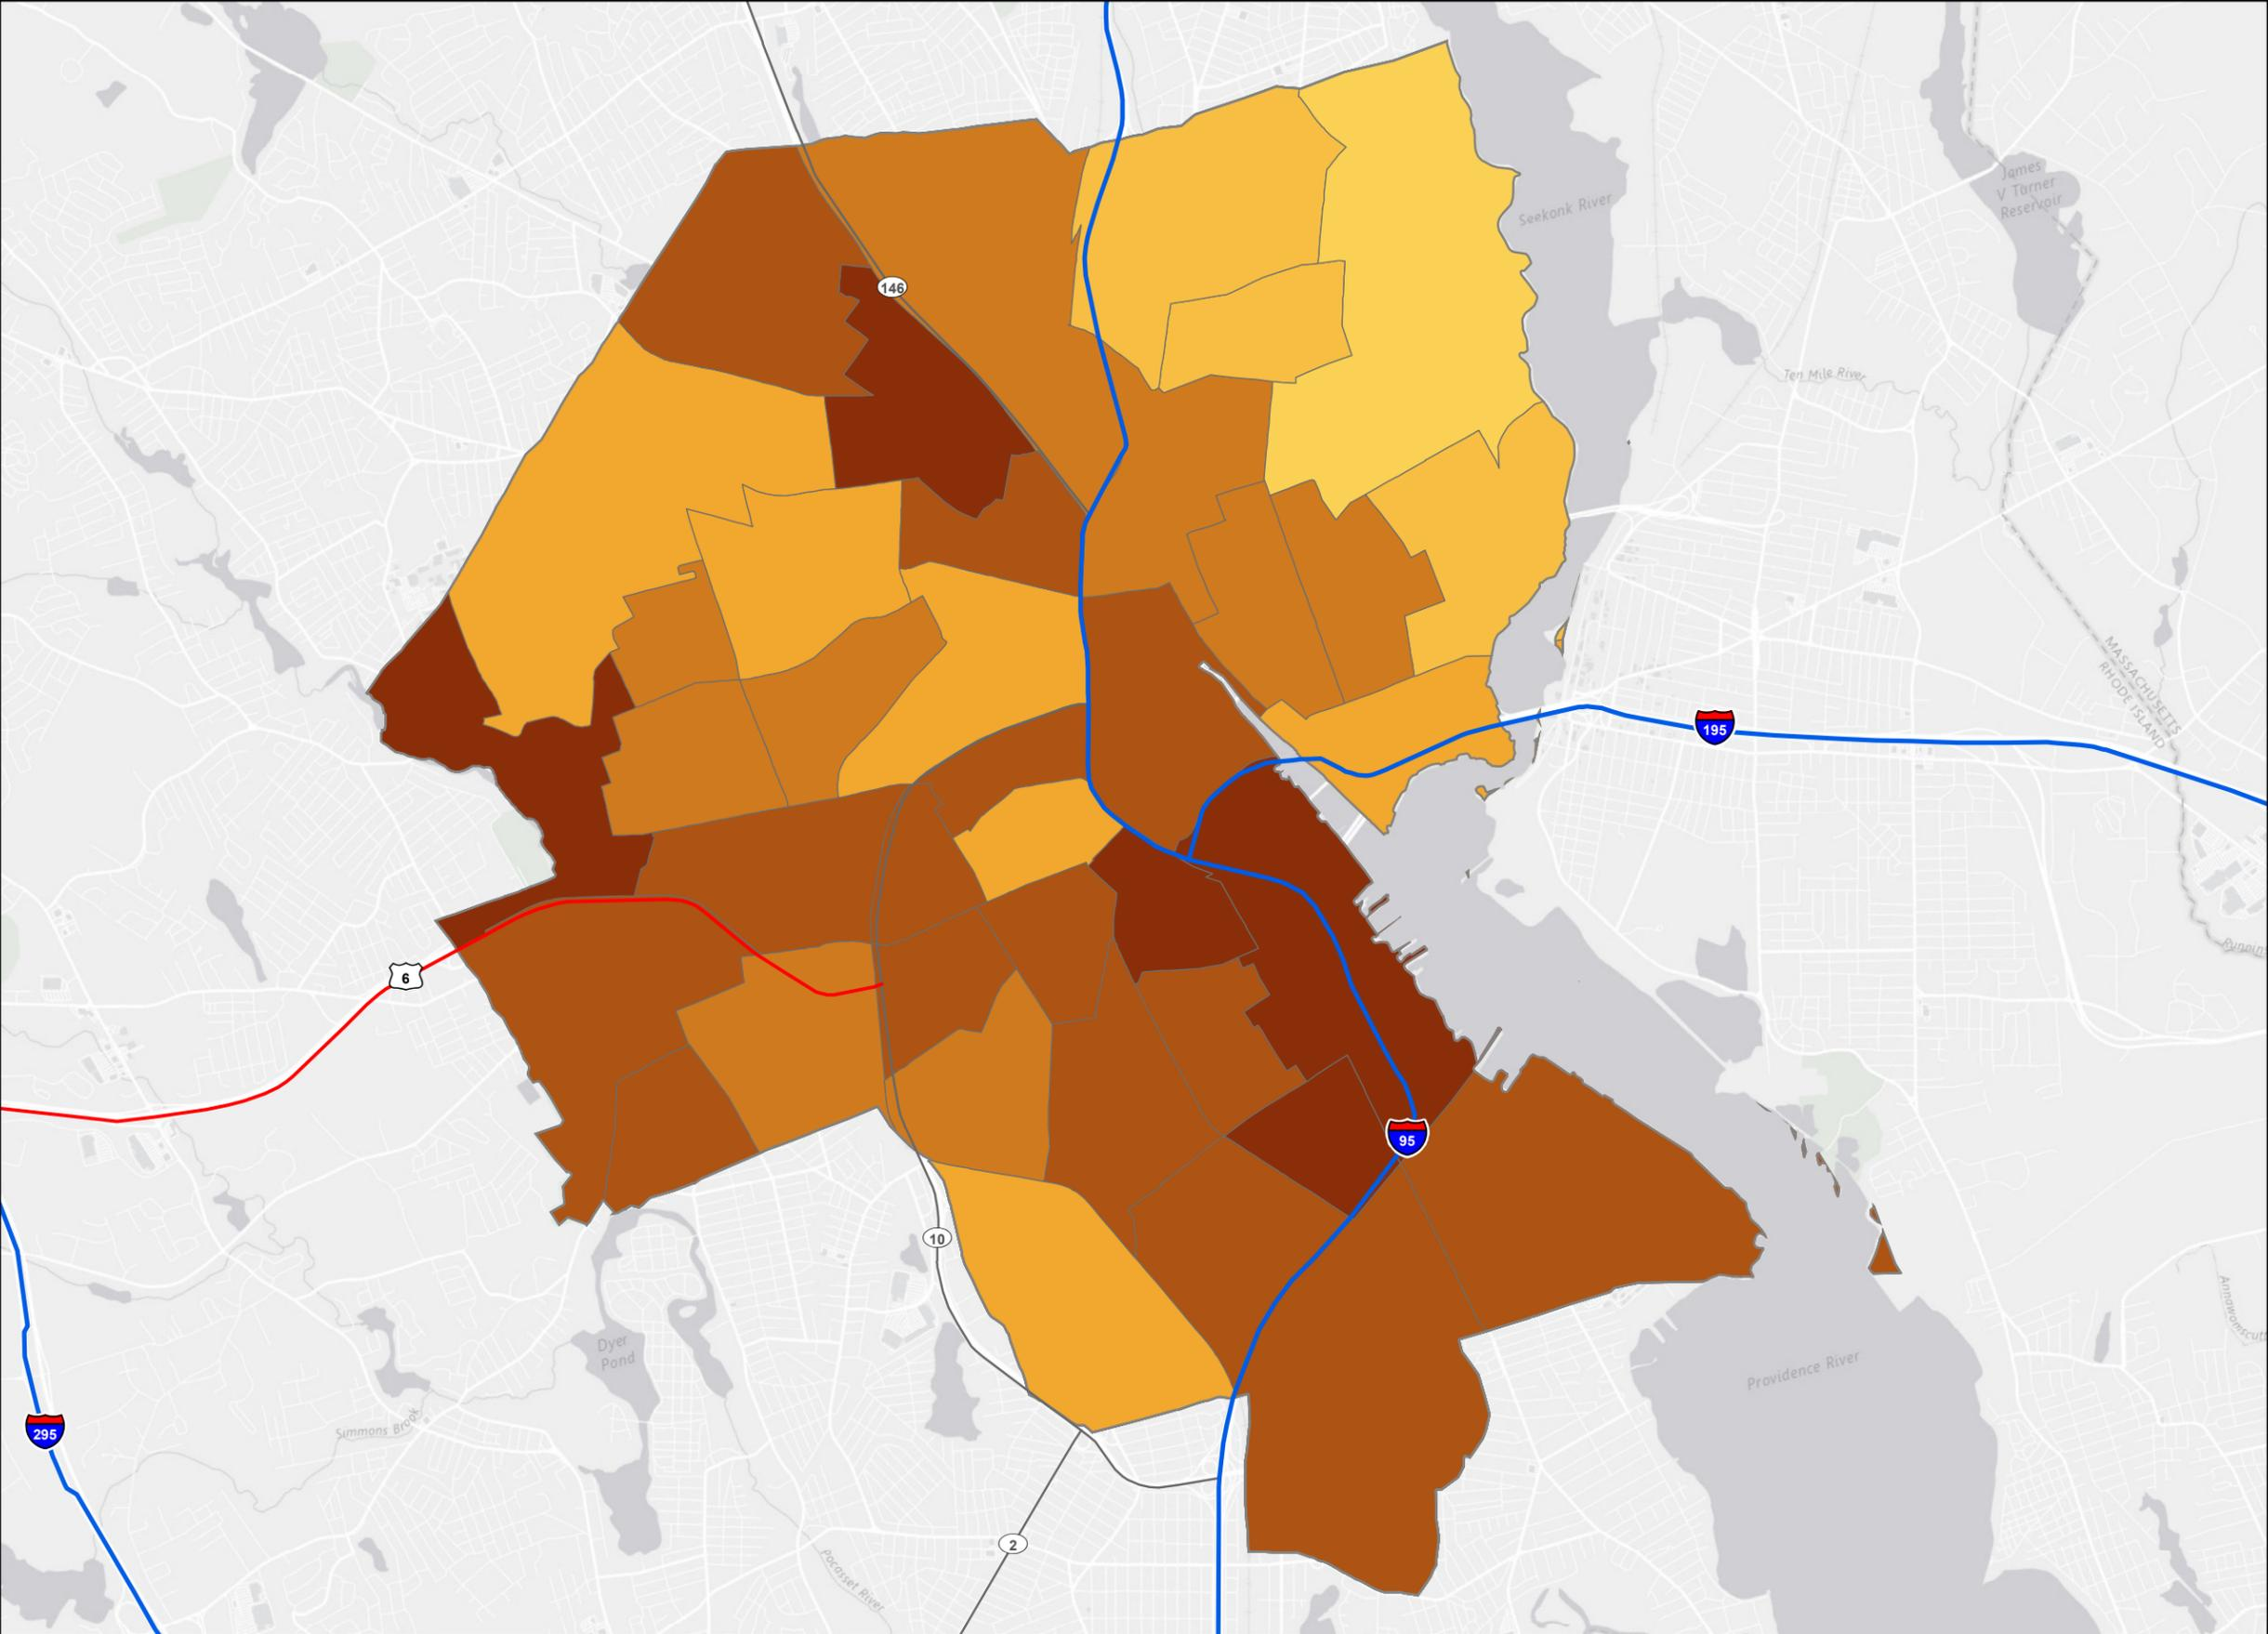 James
V Turner
Reservoir
Seekonk River
146
Ten Mile River
MASSACHUSETTS
RHODE ISLAND
195
6
95
10
Dyer
Pond
Providence River
Simmons Brook
295
2
Pocasset River